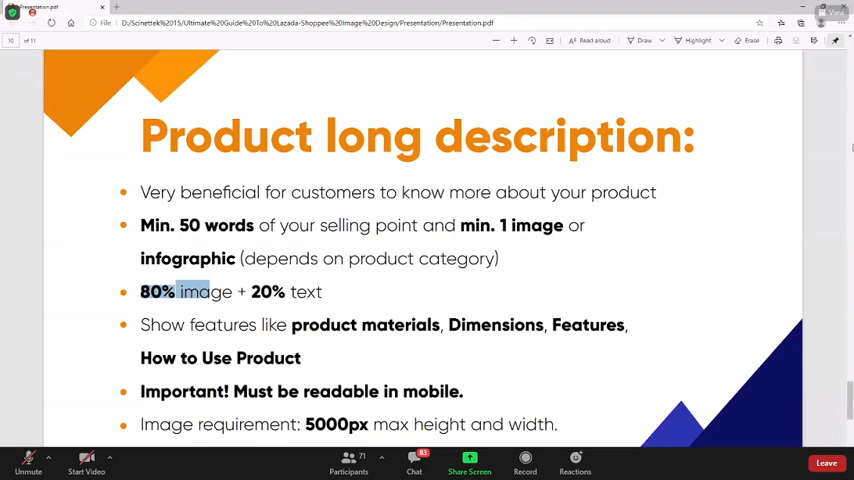 Presentation.pdf
View
File
D:/Scinettek%2015/Ultimate%20Guide%20To%20Lazada-Shoppee%20Image%20Design/Presentation/Presentation.pdf
10 of 11
Read aloud
Draw
Highlight
Erase
Product long description:
• Very beneficial for customers to know more about your product
• Min. 50 words of your selling point and min. 1 image or
infographic (depends on product category)
• 80% image + 20% text
• Show features like product materials, Dimensions, Features,
How to Use Product
• Important! Must be readable in mobile.
• Image requirement: 5000px max height and width.
71
83
Unmute
Start Video
Participants
Chat
Share Screen
Record
Reactions
Leave